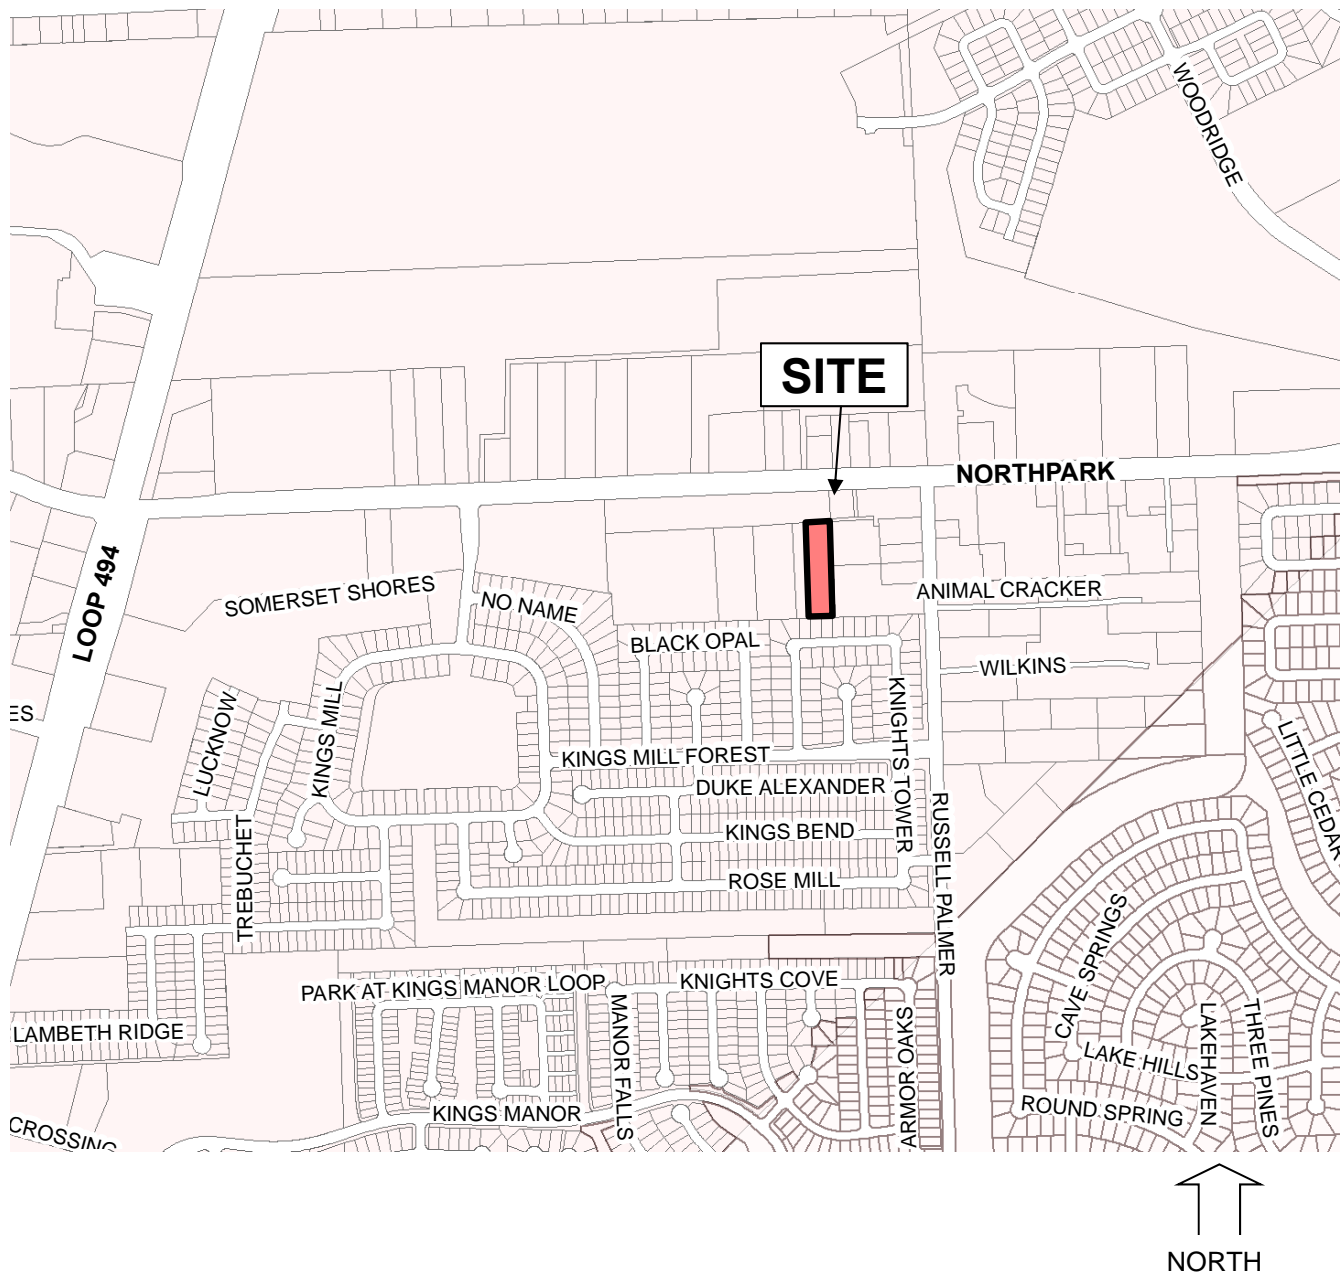 WOODRIDGE
SITE
NORTHPARK
LOOP 494
SOMERSET SHORES
NO NAME
ANIMAL CRACKER
BLACK OPAL
WILKINS
ES
LUCKNOW
KINGS MILL
KNIGHTS TOWER
KINGS MILL FOREST
LITTLE CEDAR
DUKE ALEXANDER
RUSSELL PALMER
TREBUCHET
KINGS BEND
ROSE MILL
CAVE SPRINGS
PARK AT KINGS MANOR LOOP
KNIGHTS COVE
MANOR FALLS
ARMOR OAKS
LAMBETH RIDGE
LAKE HILLS
LAKEHAVEN
THREE PINES
KINGS MANOR
ROUND SPRING
CROSSING
NORTH